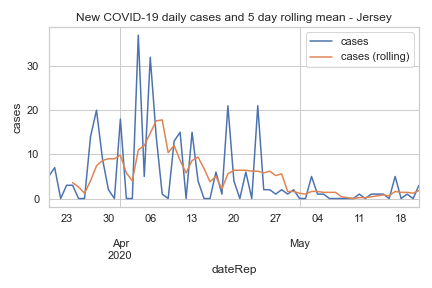 New COVID-19 daily cases and 5 day rolling mean - Jersey
cases
cases (rolling)
cases
30
20
10
0
23 06 13 20 27 04 11 18
Apr May
2020
dateRep